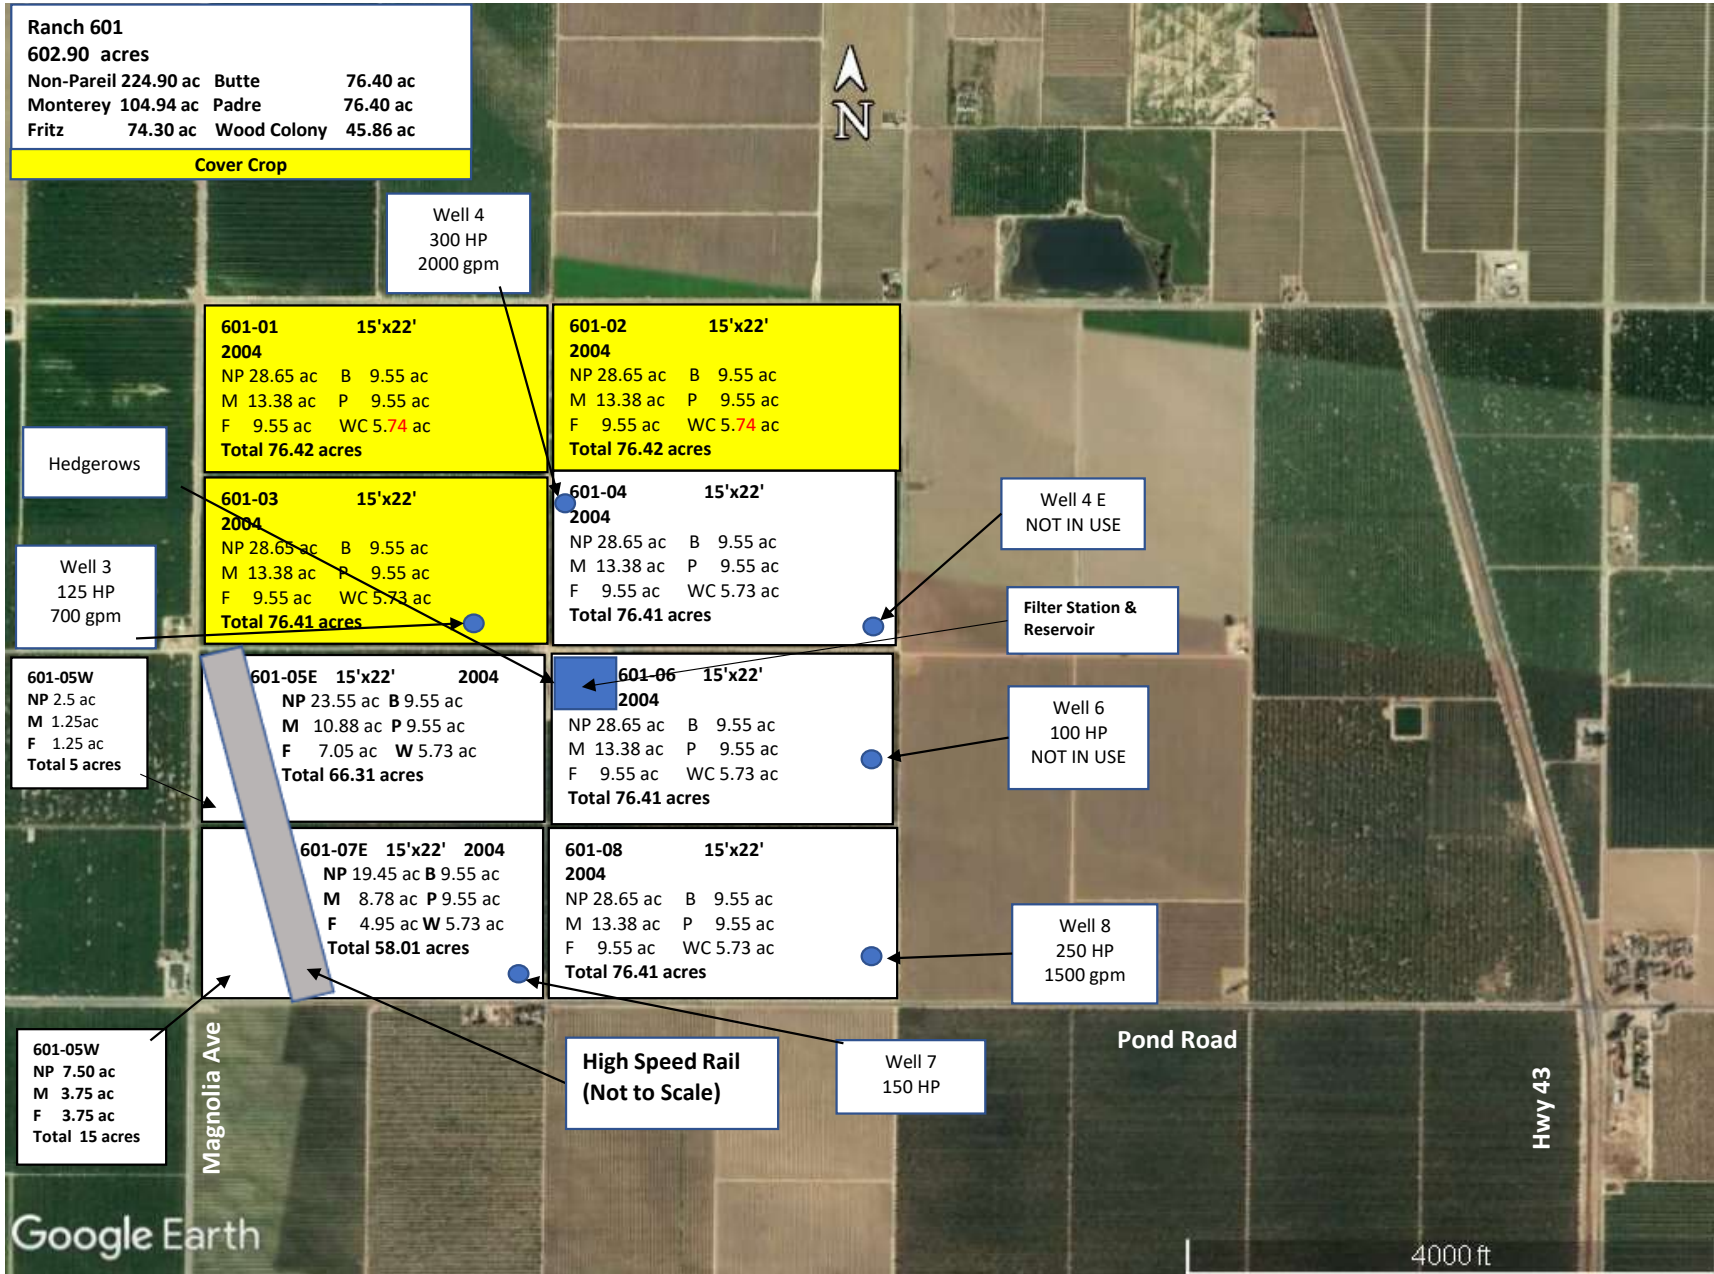 Ranch 601
602.90 acres
Non-Pareil 224.90 ac Butte 76.40 ac
Monterey 104.94 ac Padre 76.40 ac
Fritz 74.30 ac Wood Colony 45.86 ac
Cover Crop
N
Well 4
300 HP
2000 gpm
601-01 15'x22'
2004
NP 28.65 ac B 9.55 ac
M 13.38 ac P 9.55 ac
F 9.55 ac WC 5.74 ac
Total 76.42 acres
601-02 15'x22'
2004
NP 28.65 ac B 9.55 ac
M 13.38 ac P 9.55 ac
F 9.55 ac WC 5.74 ac
Total 76.42 acres
Hedgerows
601-03 15'x22'
2004
NP 28.65 ac B 9.55 ac
M 13.38 ac P 9.55 ac
F 9.55 ac WC 5.73 ac
Total 76.41 acres
601-04 15'x22'
2004
NP 28.65 ac B 9.55 ac
M 13.38 ac P 9.55 ac
F 9.55 ac WC 5.73 ac
Total 76.41 acres
Well 4 E
NOT IN USE
Well 3
125 HP
700 gpm
Filter Station &
Reservoir
601-05W
NP 2.5 ac
M 1.25ac
F 1.25 ac
Total 5 acres
601-05E 15'x22' 2004
NP 23.55 ac B 9.55 ac
M 10.88 ac P 9.55 ac
F 7.05 ac W 5.73 ac
Total 66.31 acres
601-06 15'x22'
2004
NP 28.65 ac B 9.55 ac
M 13.38 ac P 9.55 ac
F 9.55 ac WC 5.73 ac
Total 76.41 acres
Well 6
100 HP
NOT IN USE
601-07E 15'x22' 2004
NP 19.45 ac B 9.55 ac
M 8.78 ac P 9.55 ac
F 4.95 ac W 5.73 ac
Total 58.01 acres
601-08 15'x22'
2004
NP 28.65 ac B 9.55 ac
M 13.38 ac P 9.55 ac
F 9.55 ac WC 5.73 ac
Total 76.41 acres
Well 8
250 HP
1500 gpm
601-05W
NP 7.50 ac
M 3.75 ac
F 3.75 ac
Total 15 acres
Magnolia Ave
High Speed Rail
(Not to Scale)
Well 7
150 HP
Pond Road
Hwy 43
Google Earth
4000 ft